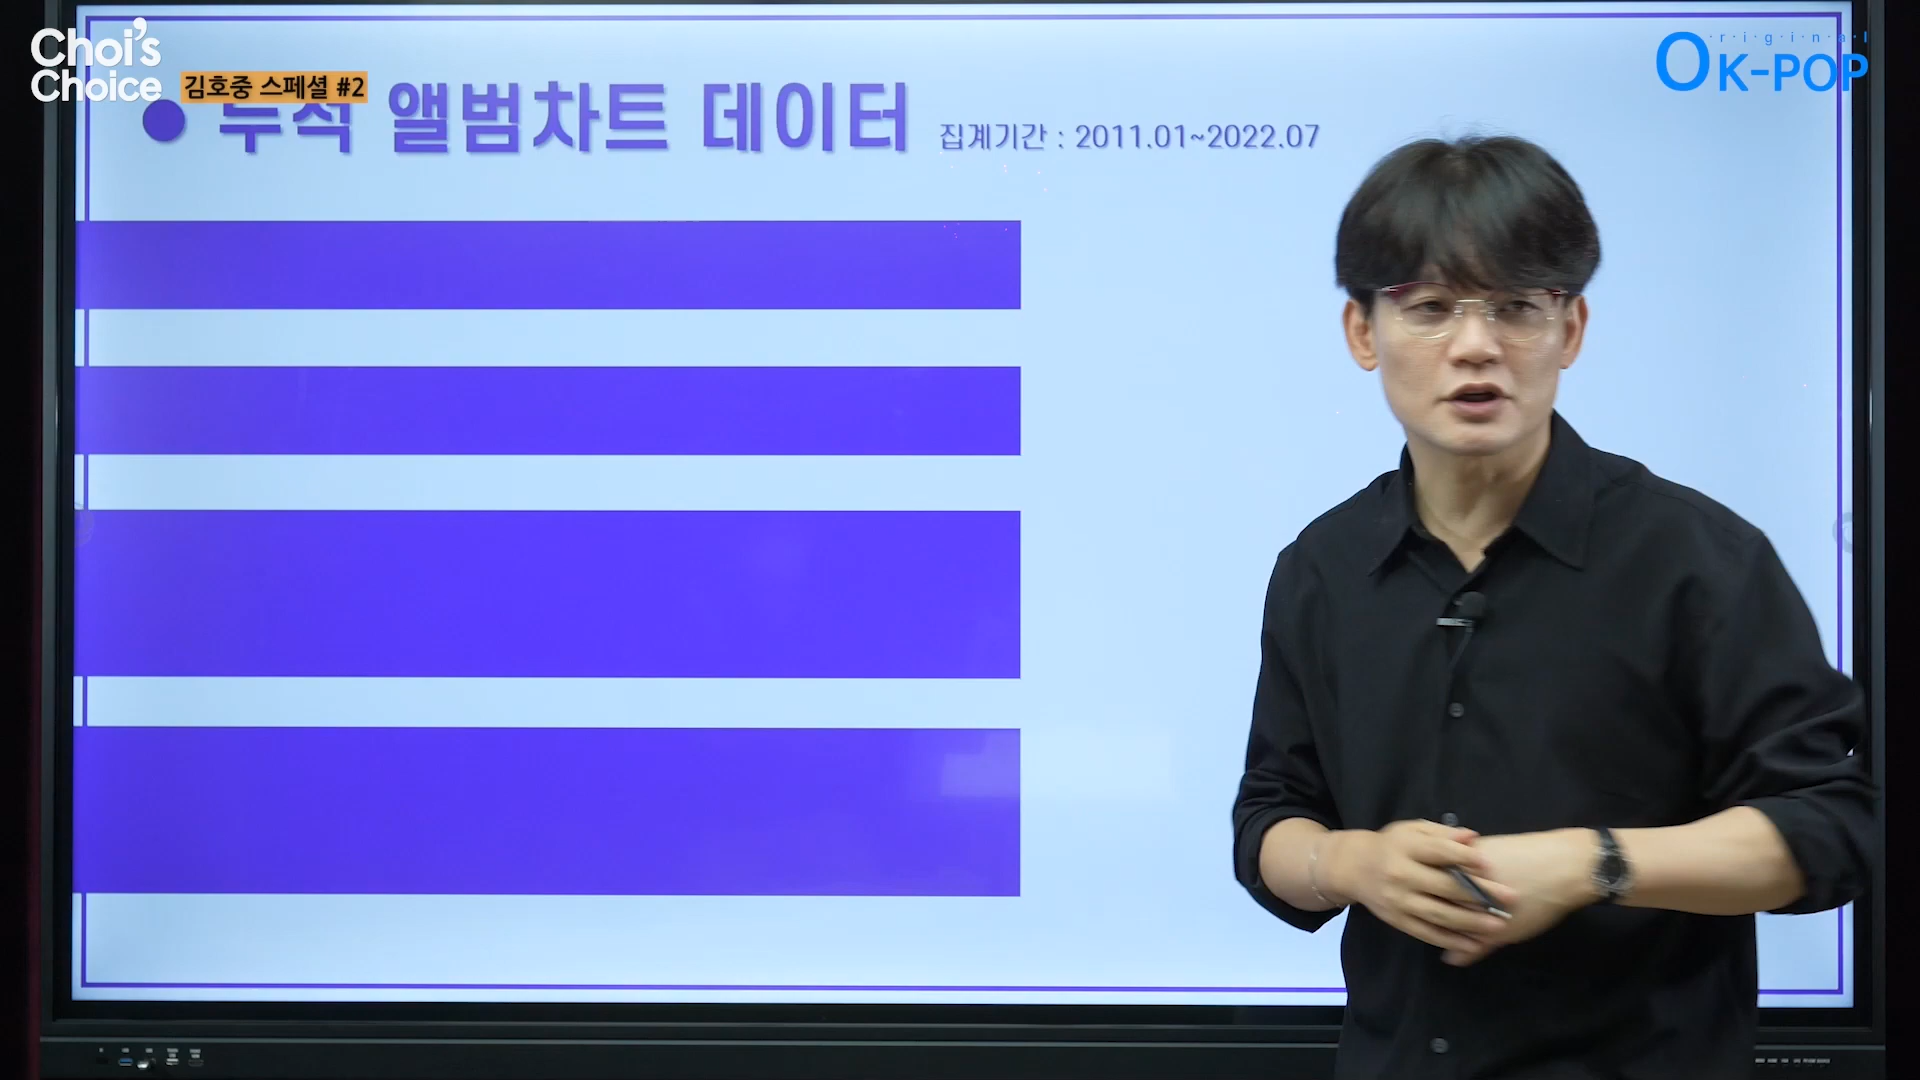 Choi's
Choice
김호중 스페셜 #2
누적 앨범차트 데이터
집계기간 : 2011.01~2022.07
Original
K-POP